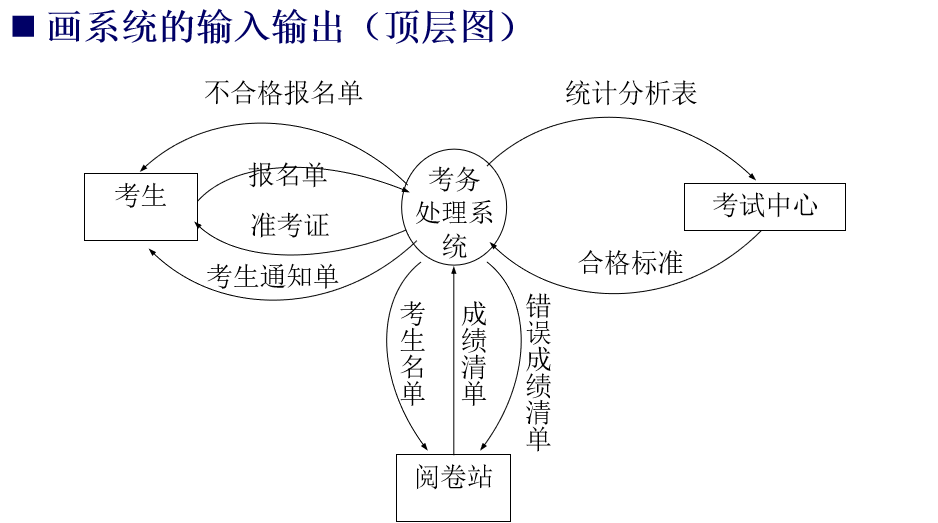 画系统的输入输出（顶层图）
不合格报名单
统计分析表
报名单
考生
准考证
考生通知单
考务
处理系
统
考试中心
合格标准
考生名单
成绩清单
错误成绩清单
阅卷站